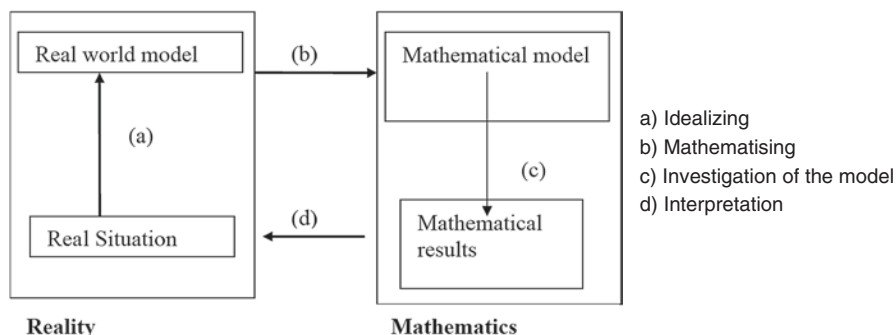 Real world model
(b)
Mathematical model
(a)
(c)
(d)
Real Situation
Mathematical
results
Reality
Mathematics
a) Idealizing
b) Mathematising
c) Investigation of the model
d) Interpretation